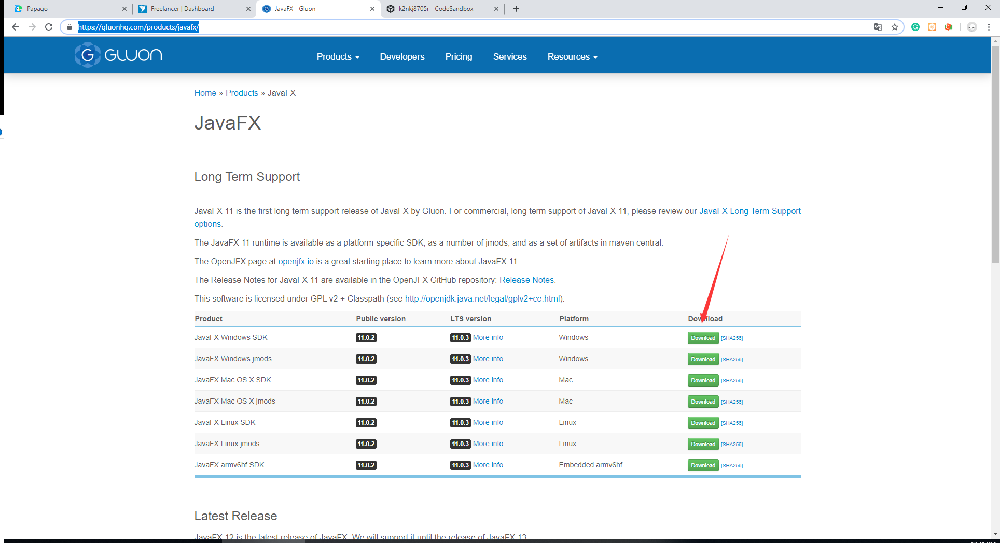 Papago
Freelancer | Dashboard
JavaFX - Gluon
k2nkj8705r - CodeSandbox
https://gluonhq.com/products/javafx/
GLUON
Products
Developers
Pricing
Services
Resources
Home » Products » JavaFX
JavaFX
Long Term Support
JavaFX 11 is the first long term support release of JavaFX by Gluon. For commercial, long term support of JavaFX 11, please review our JavaFX Long Term Support
options.
The JavaFX 11 runtime is available as a platform-specific SDK, as a number of jmods, and as a set of artifacts in maven central.
The OpenJFX page at openjfx.io is a great starting place to learn more about JavaFX 11.
The Release Notes for JavaFX 11 are available in the OpenJFX GitHub repository: Release Notes.
This software is licensed under GPL v2 + Classpath (see http://openjdk.java.net/legal/gplv2+ce.html).
Product Public version LTS version Platform Download
JavaFX Windows SDK 11.0.2 11.0.3 More info Windows Download [SHA256]
JavaFX Windows jmods 11.0.2 11.0.3 More info Windows Download [SHA256]
JavaFX Mac OS X SDK 11.0.2 11.0.3 More info Mac Download [SHA256]
JavaFX Mac OS X jmods 11.0.2 11.0.3 More info Mac Download [SHA256]
JavaFX Linux SDK 11.0.2 11.0.3 More info Linux Download [SHA256]
JavaFX Linux jmods 11.0.2 11.0.3 More info Linux Download [SHA256]
JavaFX armv6hf SDK 11.0.2 11.0.3 More info Embedded armv6hf Download [SHA256]
Latest Release
JavaFX 12 is the latest release of JavaFX. We will support it until the release of JavaFX 13.